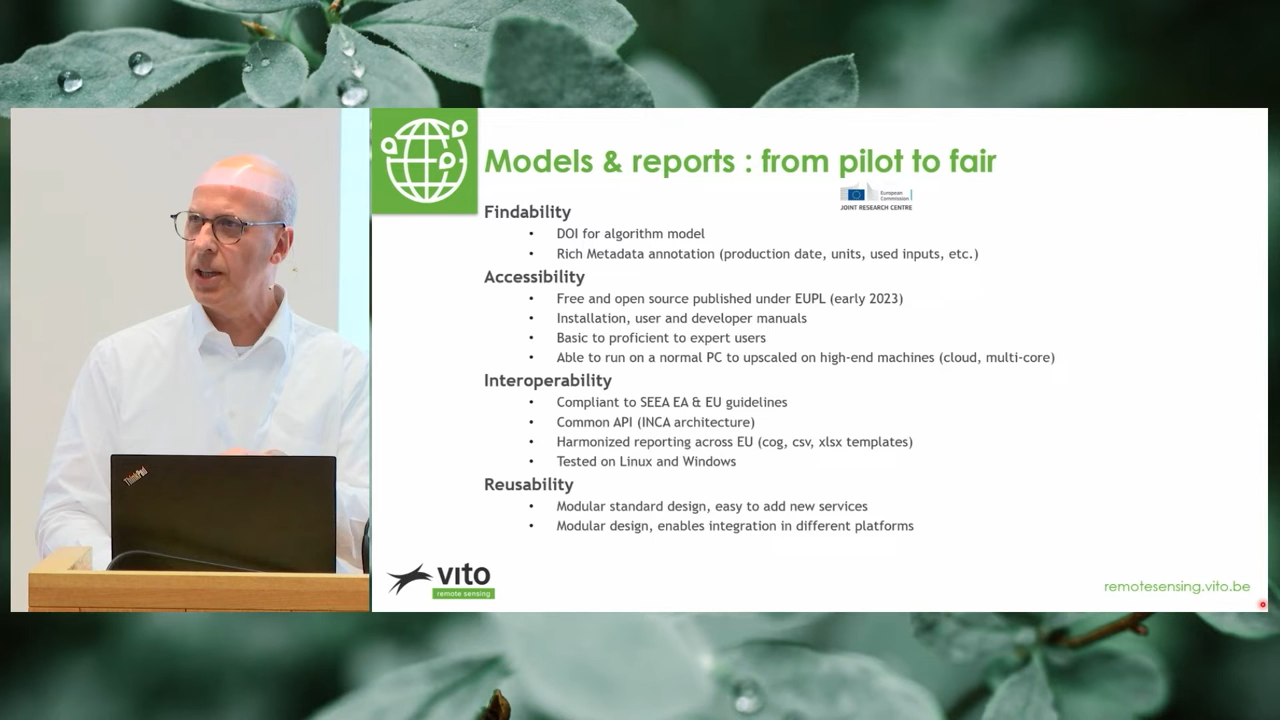 Models & reports : from pilot to fair
European
Commission
JOINT RESEARCH CENTRE
Findability
• DOI for algorithm model
• Rich Metadata annotation (production date, units, used inputs, etc.)
Accessibility
• Free and open source published under EUPL (early 2023)
• Installation, user and developer manuals
• Basic to proficient to expert users
• Able to run on a normal PC to upscaled on high-end machines (cloud, multi-core)
Interoperability
• Compliant to SEEA EA & EU guidelines
• Common API (INCA architecture)
• Harmonized reporting across EU (cog, csv, xlsx templates)
• Tested on Linux and Windows
Reusability
• Modular standard design, easy to add new services
• Modular design, enables integration in different platforms
ThinkPad
vito
remote sensing
remotesensing.vito.be